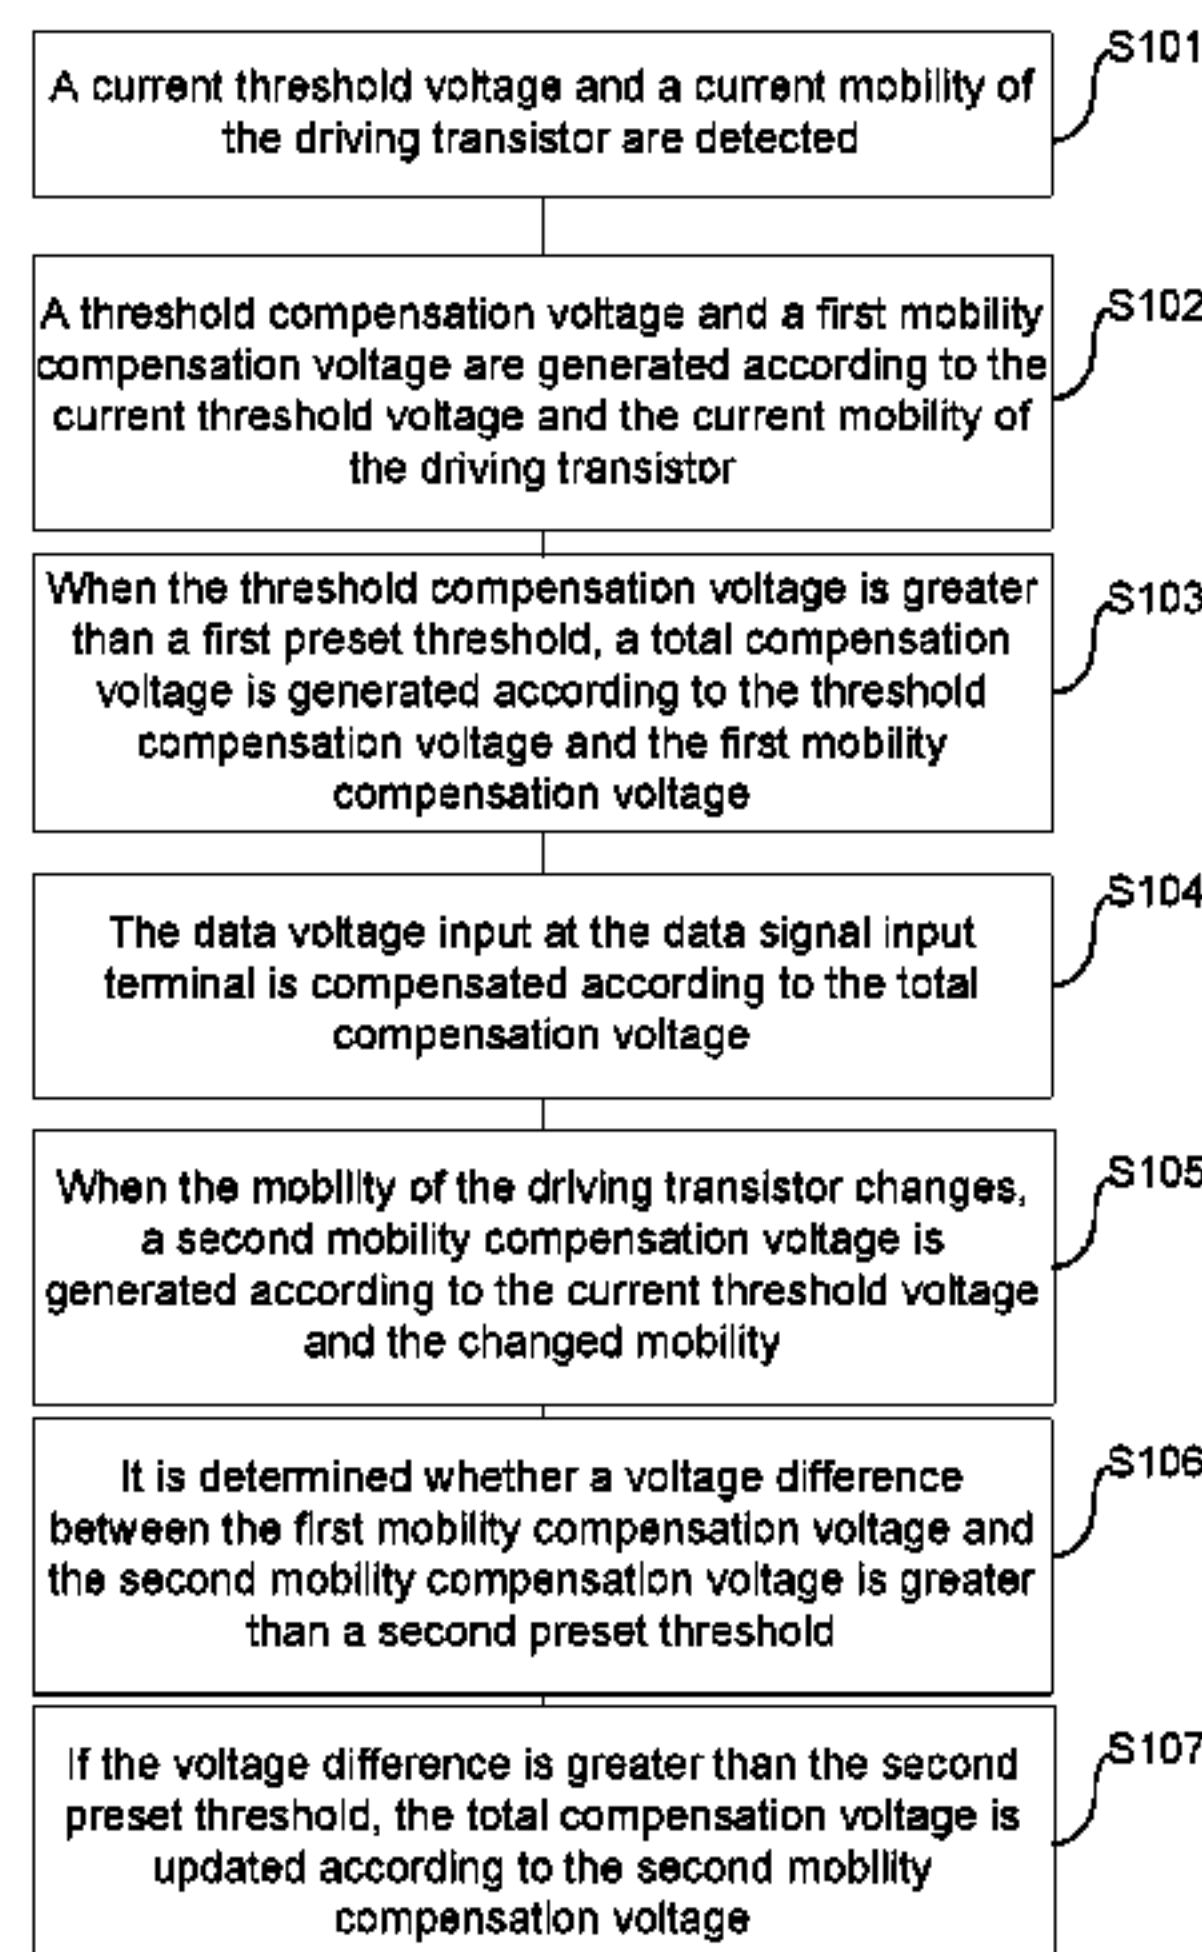 S101
A current threshold voltage and a current mobility of
the driving transistor are detected
S102
A threshold compensation voltage and a first mobility
compensation voltage are generated according to the
current threshold voltage and the current mobility of
the driving transistor
S103
When the threshold compensation voltage is greater
than a first preset threshold, a total compensation
voltage is generated according to the threshold
compensation voltage and the first mobility
compensation voltage
S104
The data voltage input at the data signal input
terminal is compensated according to the total
compensation voltage
S105
When the mobility of the driving transistor changes,
a second mobility compensation voltage is
generated according to the current threshold voltage
and the changed mobility
S106
It is determined whether a voltage difference
between the first mobility compensation voltage and
the second mobility compensation voltage is greater
than a second preset threshold
S107
If the voltage difference is greater than the second
preset threshold, the total compensation voltage is
updated according to the second mobility
compensation voltage